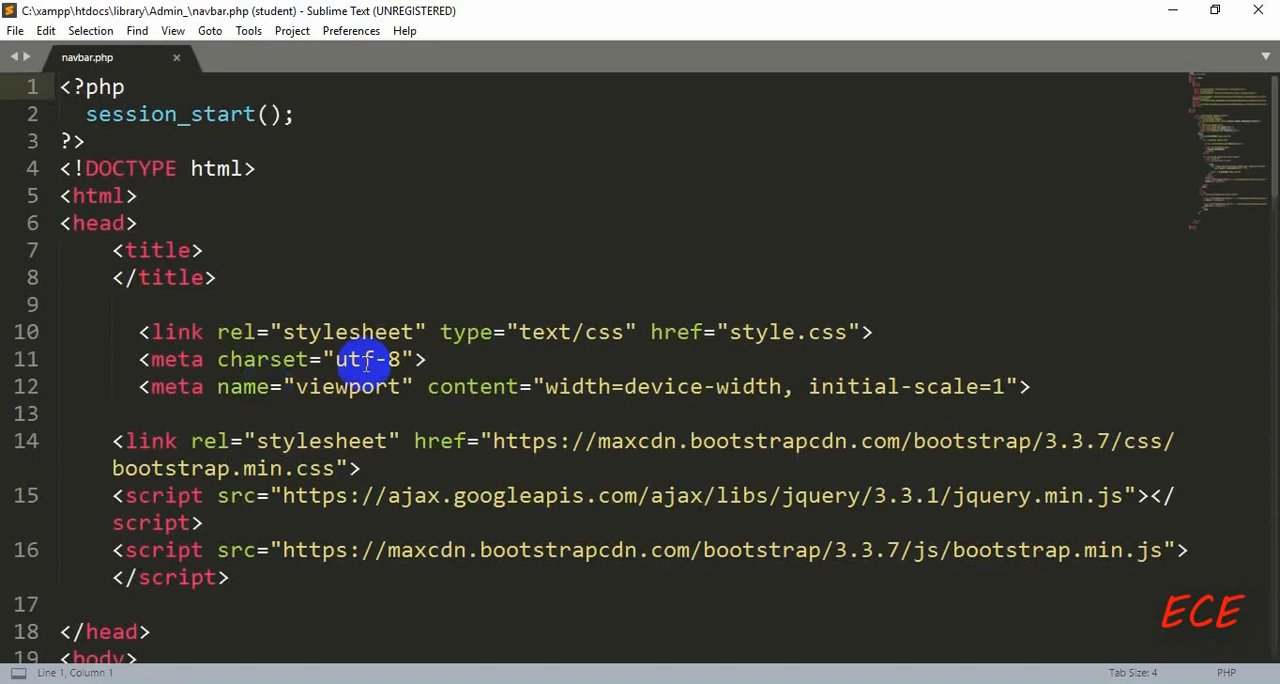 C:\xampp\htdocs\library\Admin_\navbar.php (student) - Sublime Text (UNREGISTERED)
File Edit Selection Find View Goto Tools Project Preferences Help
navbar.php
1 <?php
2 session_start();
3 ?>
4 <!DOCTYPE html>
5 <html>
6 <head>
7 <title>
8 </title>
9
10 <link rel="stylesheet" type="text/css" href="style.css">
11 <meta charset="utf-8">
12 <meta name="viewport" content="width=device-width, initial-scale=1">
13
14 <link rel="stylesheet" href="https://maxcdn.bootstrapcdn.com/bootstrap/3.3.7/css/
bootstrap.min.css">
15 <script src="https://ajax.googleapis.com/ajax/libs/jquery/3.3.1/jquery.min.js"></
script>
16 <script src="https://maxcdn.bootstrapcdn.com/bootstrap/3.3.7/js/bootstrap.min.js">
</script>
17
ECE
18 </head>
19 <body>
Line 1, Column 1 Tab Size: 4 PHP